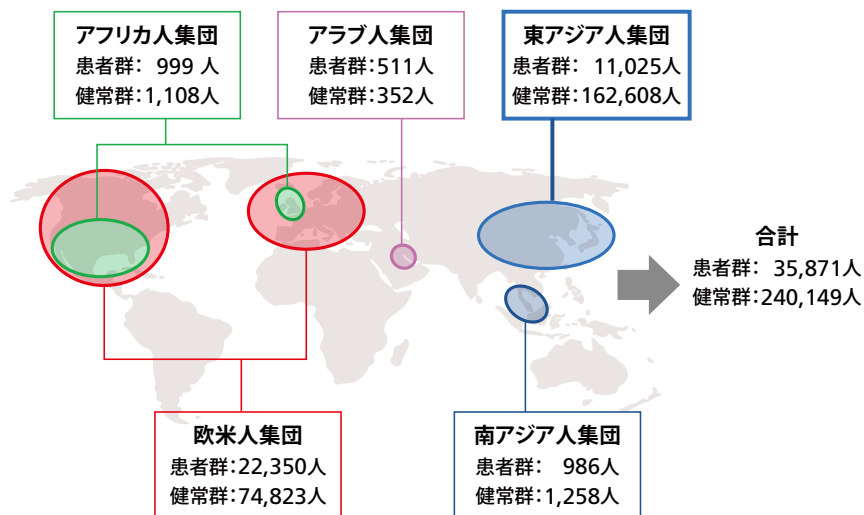 アフリカ人集団
患者群: 999 人
健常群:1,108人
アラブ人集団
患者群:511人
健常群:352人
東アジア人集団
患者群: 11,025人
健常群:162,608人
合計
患者群: 35,871人
健常群:240,149人
欧米人集団
患者群:22,350人
健常群:74,823人
南アジア人集団
患者群: 986人
健常群:1,258人